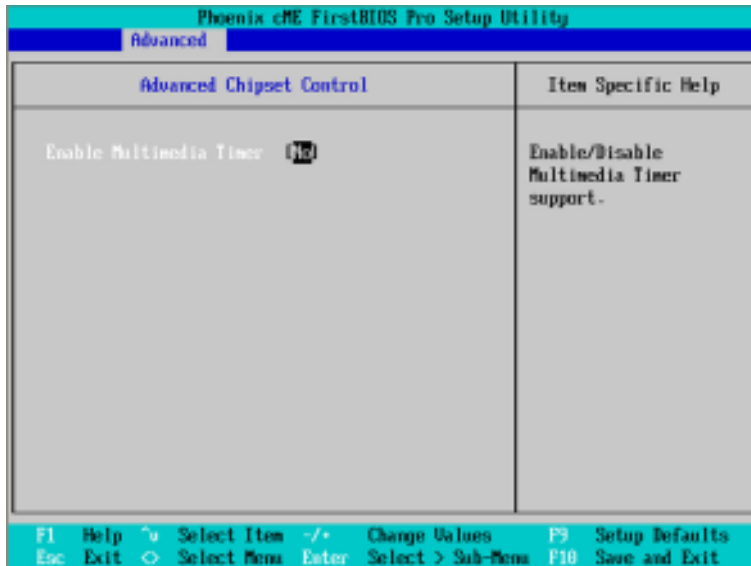 Phoenix cME FirstBIOS Pro Setup Utility
Advanced
Advanced Chipset Control
Item Specific Help
Enable Multimedia Timer [No]
Enable/Disable
Multimedia Timer
support.
F1 Help ^v Select Item -/+ Change Values F9 Setup Defaults
Esc Exit <> Select Menu Enter Select > Sub-Menu F10 Save and Exit